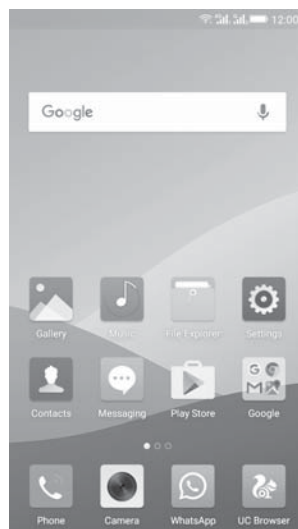 12:00
Google
Gallery Music File Explorer Settings
Contacts Messaging Play Store Google
Phone Camera WhatsApp UC Browser